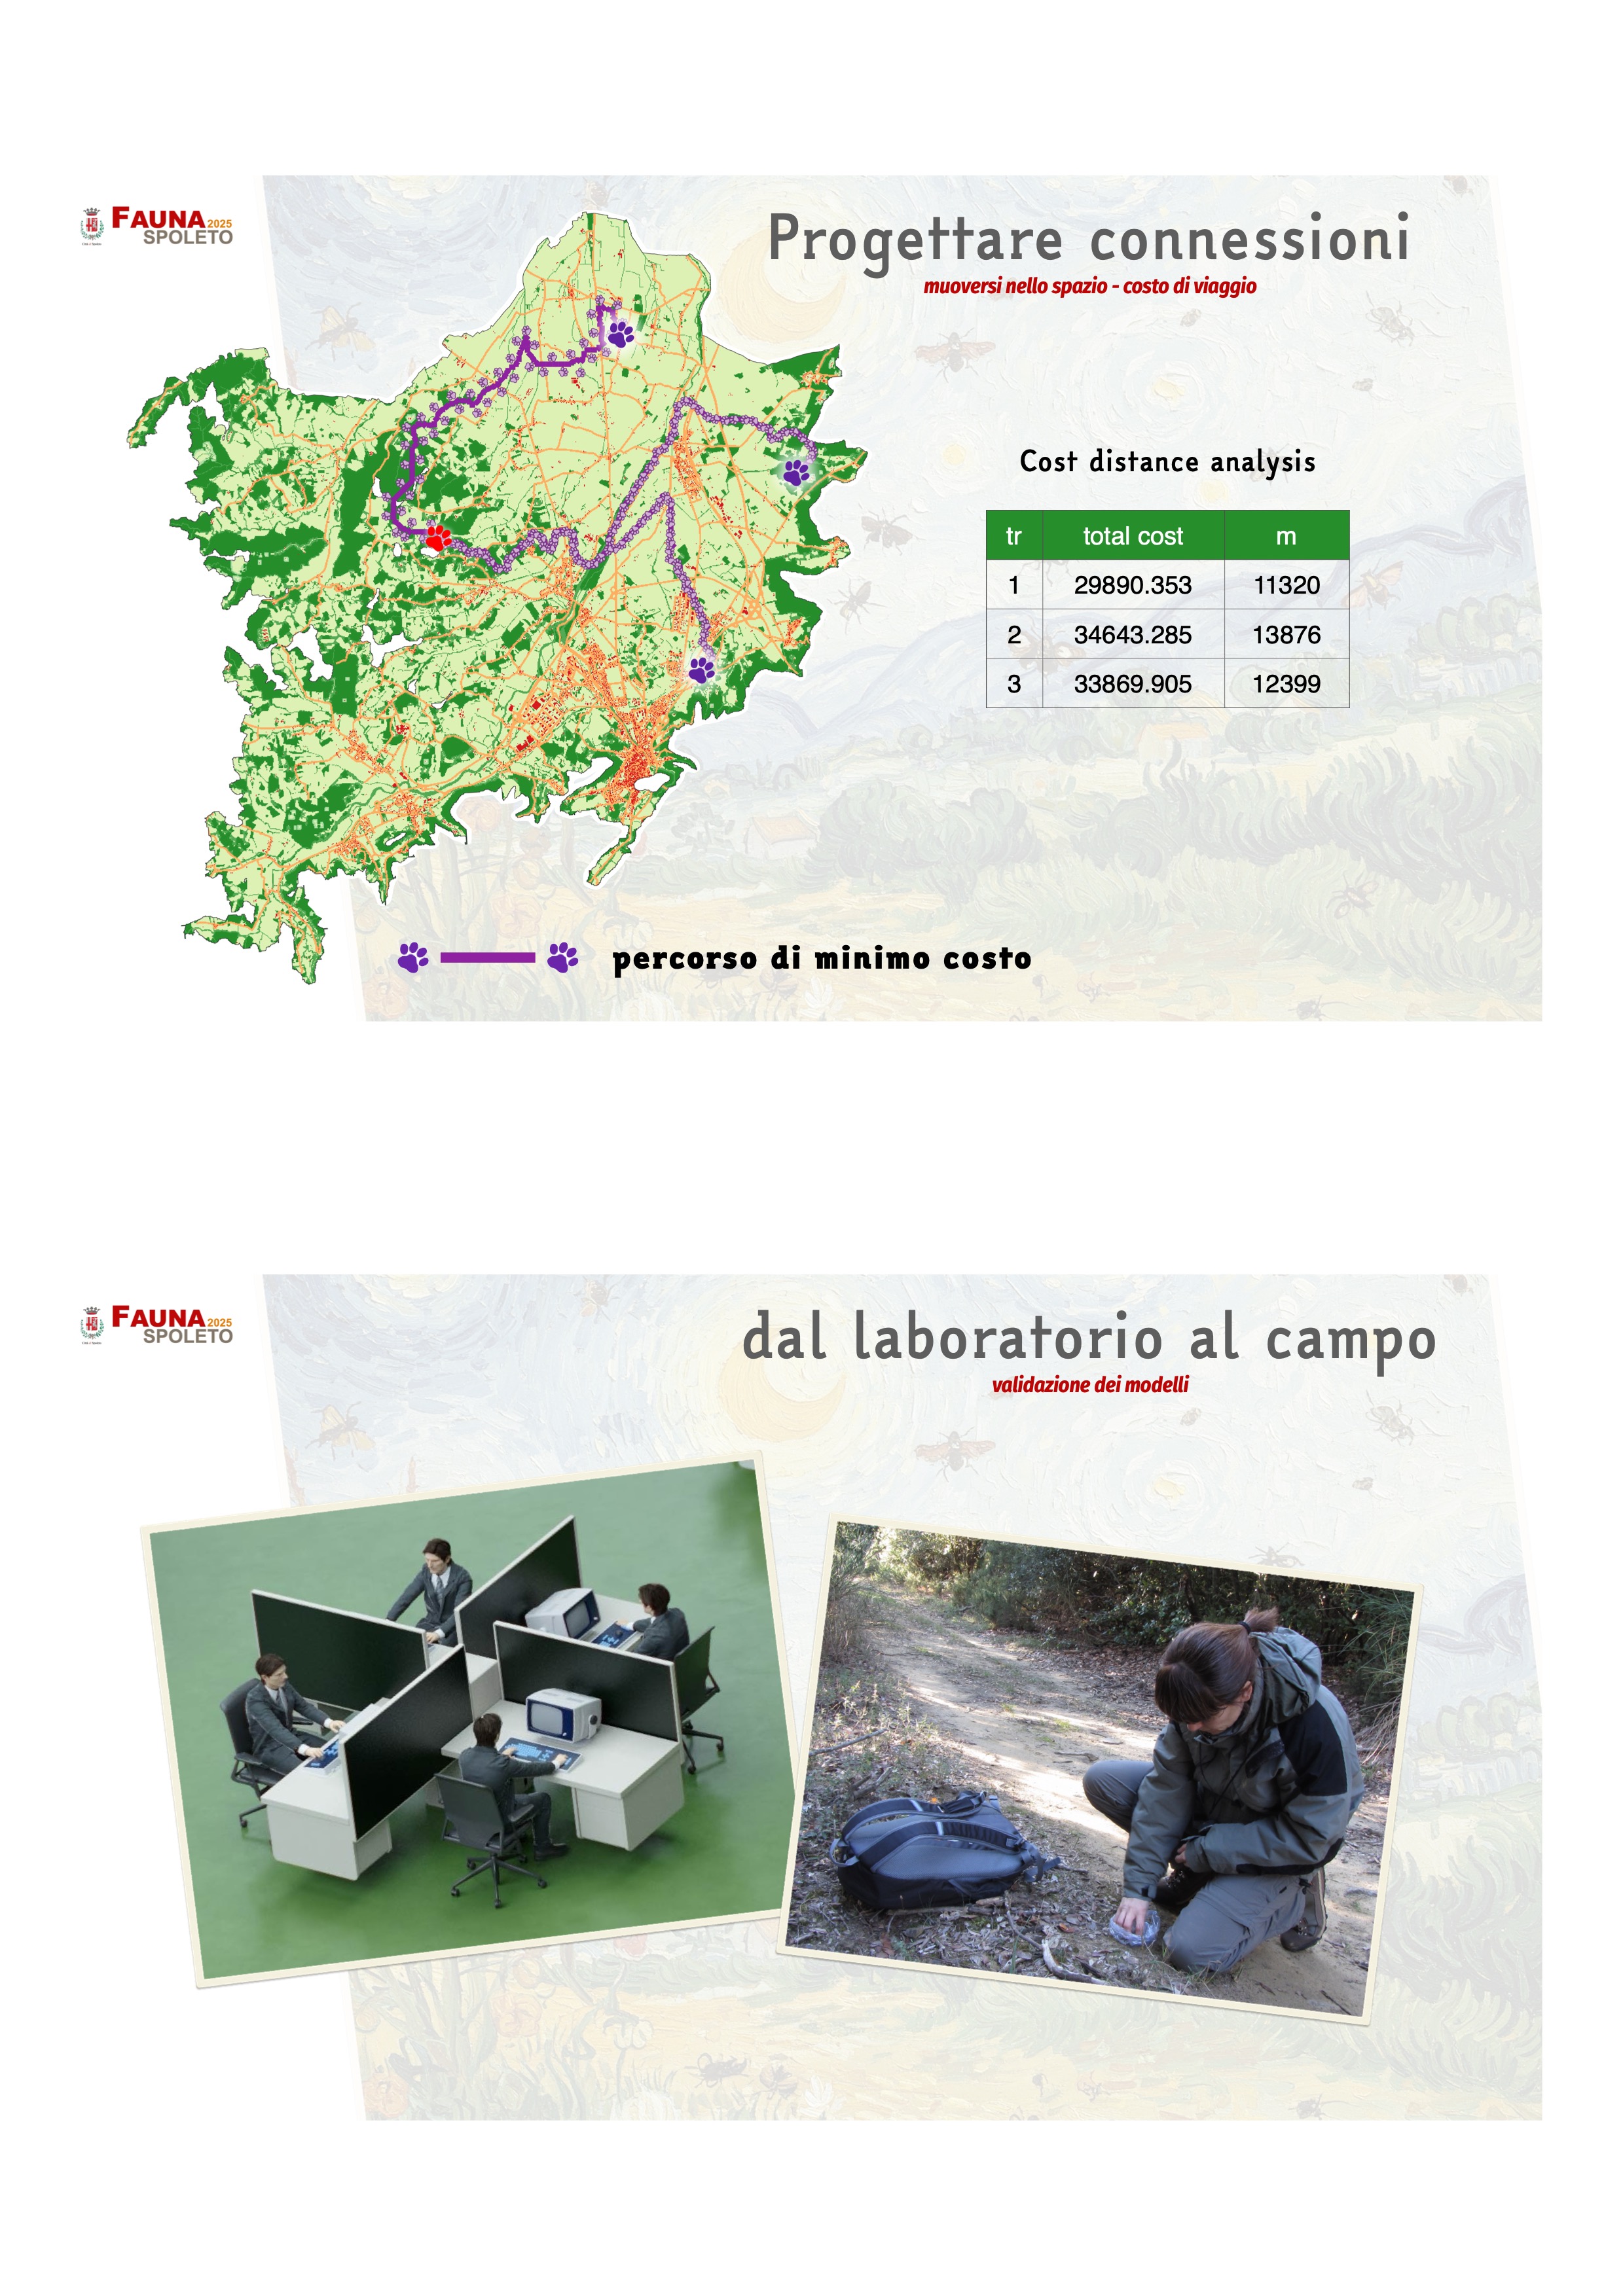 FAUNA 2025
SPOLETO
Progettare connessioni
muoversi nello spazio - costo di viaggio
Cost distance analysis
tr total cost m
1 29890.353 11320
2 34643.285 13876
3 33869.905 12399
percorso di minimo costo
FAUNA 2025
SPOLETO
dal laboratorio al campo
validazione dei modelli